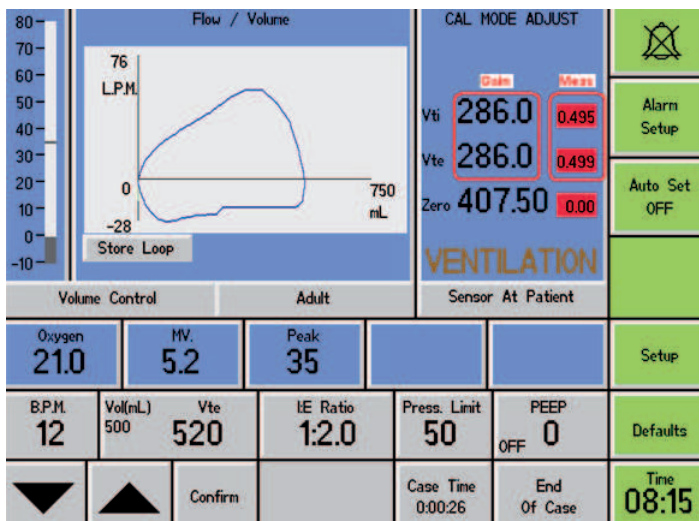 80
70
60
50
40
30
20
10
0
-10
Flow / Volume
76
L.P.M.
0
-28
750
mL
Store Loop
CAL MODE ADJUST
Gain Meas
Vti 286.0 0.495
Vte 286.0 0.499
Zero 407.50 0.00
VENTILATION
Alarm
Setup
Auto Set
OFF
Volume Control
Adult
Sensor At Patient
Oxygen
21.0
MV.
5.2
Peak
35
Setup
B.P.M.
12
Vol(mL) Vte
500 520
I:E Ratio
1:2.0
Press. Limit
50
PEEP
OFF 0
Defaults
Confirm
Case Time
0:00:26
End
Of Case
Time
08:15